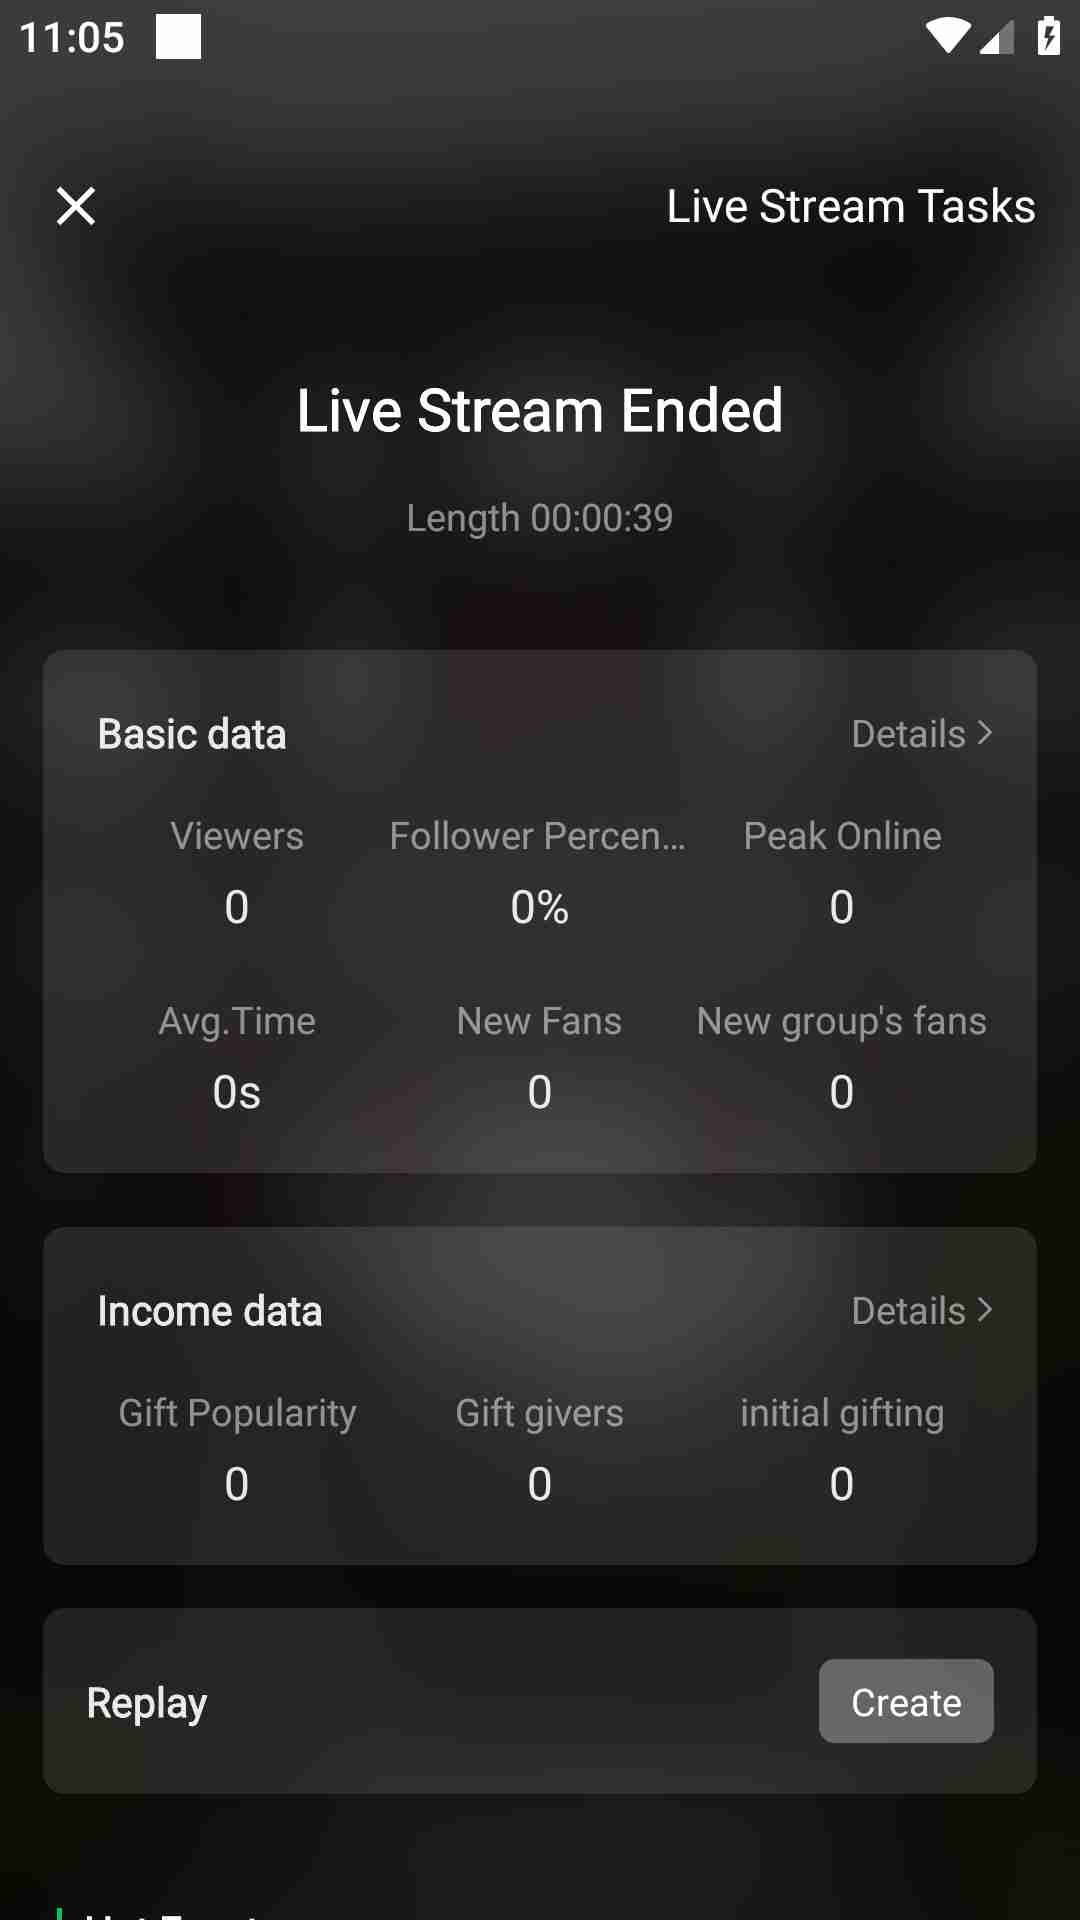 11:05
Live Stream Tasks
Live Stream Ended
Length 00:00:39
Basic data
Details
Viewers
Follower Percen...
Peak Online
0
0%
0
Avg.Time
New Fans
New group's fans
0s
0
0
Income data
Details
Gift Popularity
Gift givers
initial gifting
0
0
0
Replay
Create